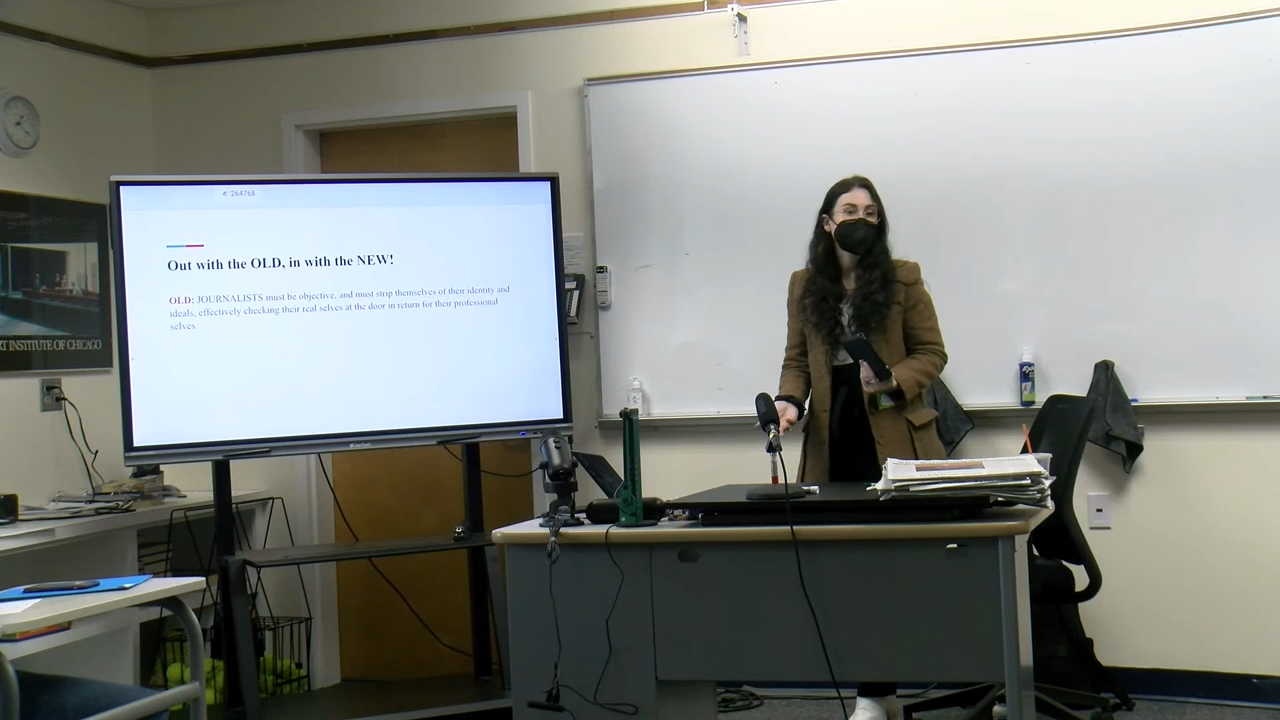 # 264768
Out with the OLD, in with the NEW!
OLD: JOURNALISTS must be objective, and must strip themselves of their identity and
ideals, effectively checking their real selves at the door in return for their professional
selves.
INSTITUTE OF CHICAGO